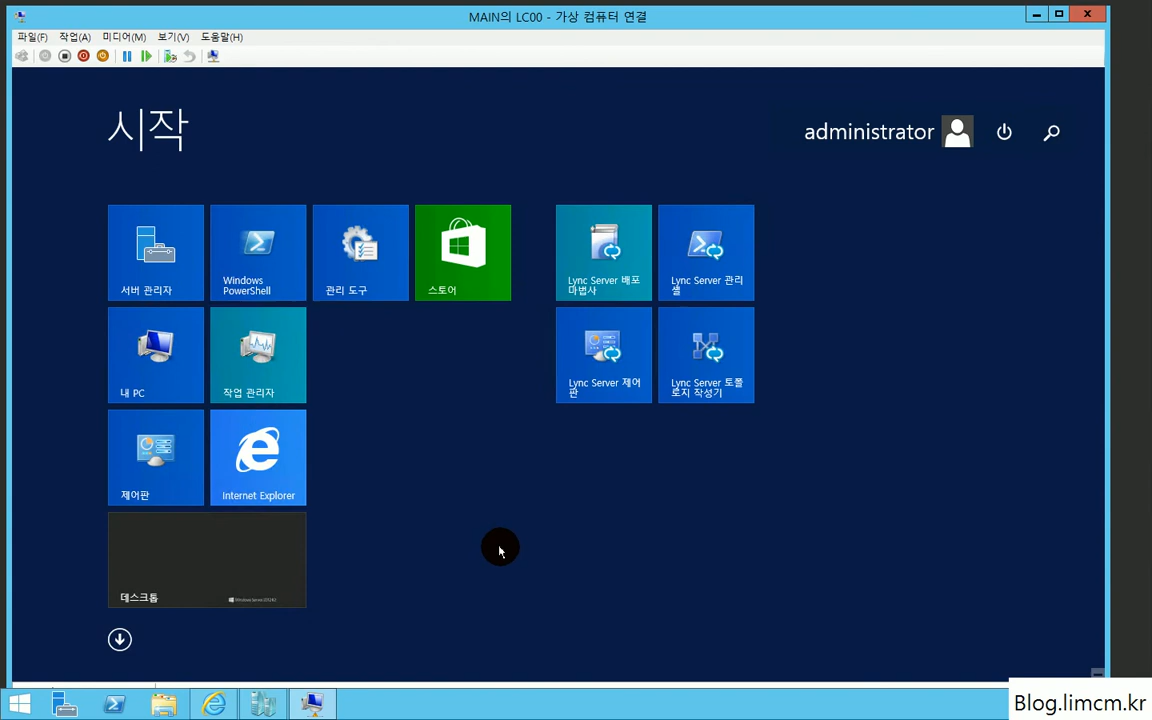 MAIN의 LC00 - 가상 컴퓨터 연결
파일(F) 작업(A) 미디어(M) 보기(V) 도움말(H)
시작
administrator
서버 관리자
Windows
PowerShell
관리 도구
스토어
Lync Server 배포
마법사
Lync Server 관리
셸
내 PC
작업 관리자
Lync Server 제어
판
Lync Server 토폴
로지 작성기
제어판
Internet Explorer
데스크톱
Blog.limcm.kr